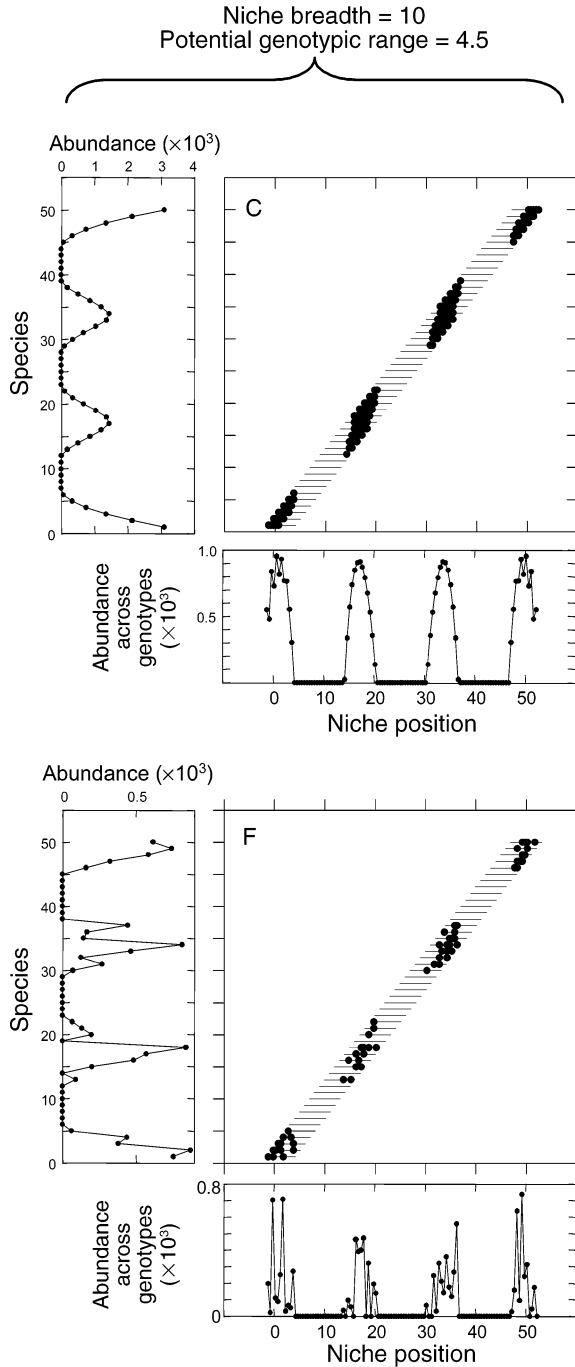 Niche breadth = 10
Potential genotypic range = 4.5
Abundance (×10³)
0 1 2 3 4
C
Species
50
40
30
20
10
0
Abundance
across
genotypes
(×10³)
1.0
0.5
0 10 20 30 40 50
Niche position
Abundance (×10³)
0 0.5
F
Species
50
40
30
20
10
0
Abundance
across
genotypes
(×10³)
0.8
0
0 10 20 30 40 50
Niche position